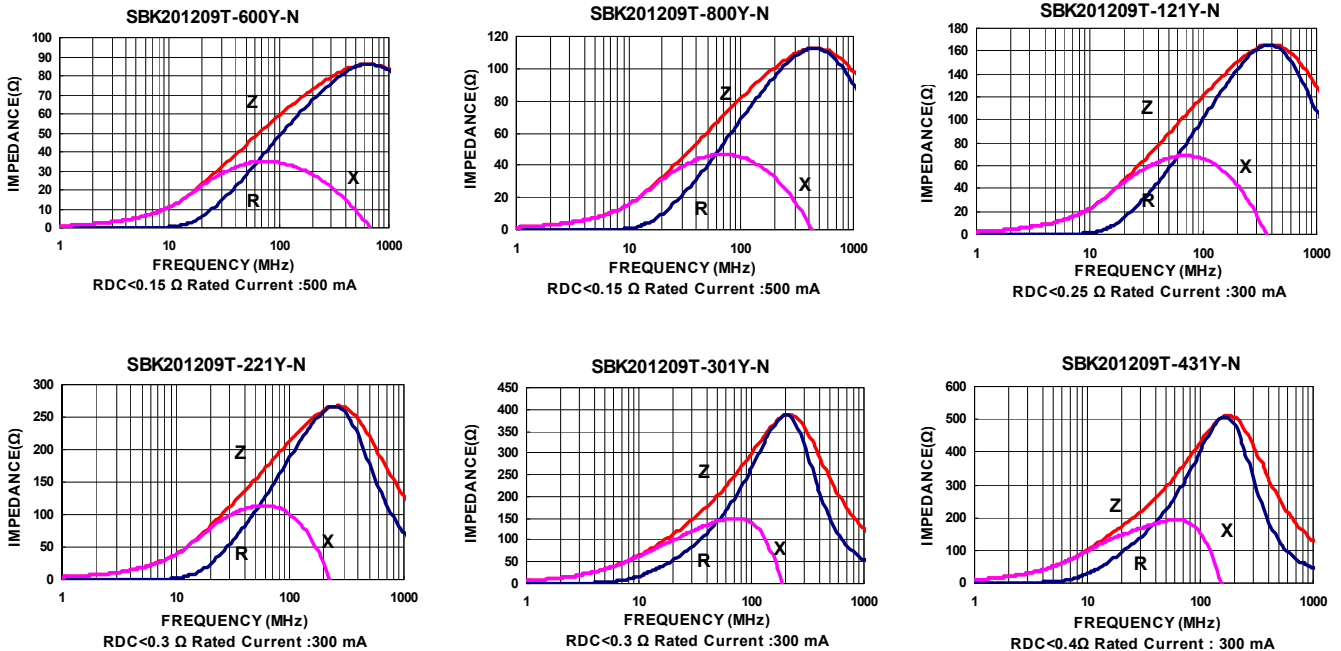 SBK201209T-600Y-N
IMPEDANCE(Ω)
100
90
80
70
60
50
40
30
20
10
0
Z
X
R
1 10 100 1000
FREQUENCY (MHz)
RDC<0.15 Ω Rated Current :500 mA
SBK201209T-800Y-N
IMPEDANCE(Ω)
120
100
80
60
40
20
0
Z
X
R
1 10 100 1000
FREQUENCY (MHz)
RDC<0.15 Ω Rated Current :500 mA
SBK201209T-121Y-N
IMPEDANCE(Ω)
180
160
140
120
100
80
60
40
20
0
Z
X
R
1 10 100 1000
FREQUENCY (MHz)
RDC<0.25 Ω Rated Current :300 mA
SBK201209T-221Y-N
IMPEDANCE(Ω)
300
250
200
150
100
50
0
Z
X
R
1 10 100 1000
FREQUENCY (MHz)
RDC<0.3 Ω Rated Current :300 mA
SBK201209T-301Y-N
IMPEDANCE(Ω)
450
400
350
300
250
200
150
100
50
0
Z
X
R
1 10 100 1000
FREQUENCY (MHz)
RDC<0.3 Ω Rated Current :300 mA
SBK201209T-431Y-N
IMPEDANCE(Ω)
600
500
400
300
200
100
0
Z
X
R
1 10 100 1000
FREQUENCY (MHz)
RDC<0.4Ω Rated Current : 300 mA